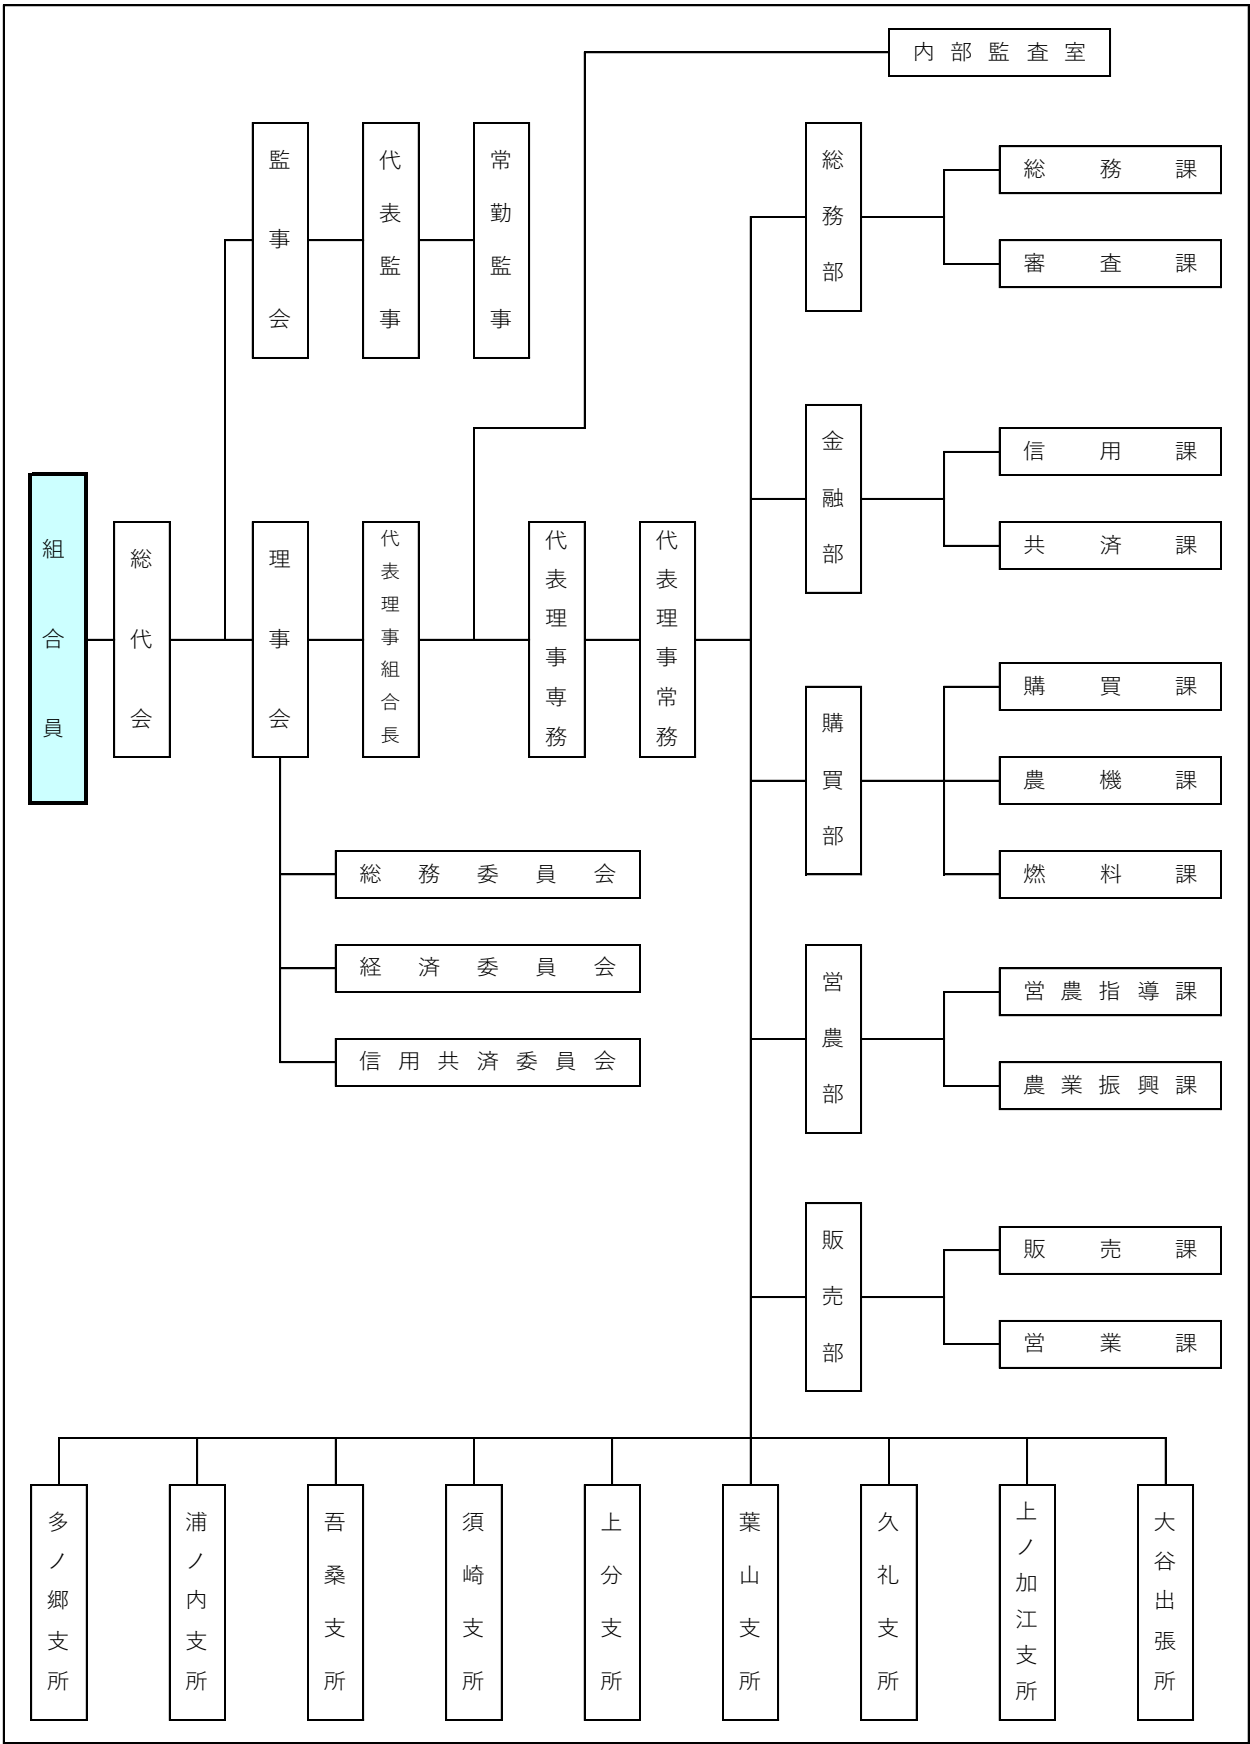 内部監査室
監事会
代表監事
常勤監事
総務部
総務課
審査課
金融部
信用課
共済課
組合員
総代会
理事会
代表理事組合長
代表理事専務
代表理事常務
購買部
購買課
農機課
燃料課
総務委員会
経済委員会
信用共済委員会
営農部
営農指導課
農業振興課
販売部
販売課
営業課
多ノ郷支所
浦ノ内支所
吾桑支所
須崎支所
上分支所
葉山支所
久礼支所
上ノ加江支所
大谷出張所